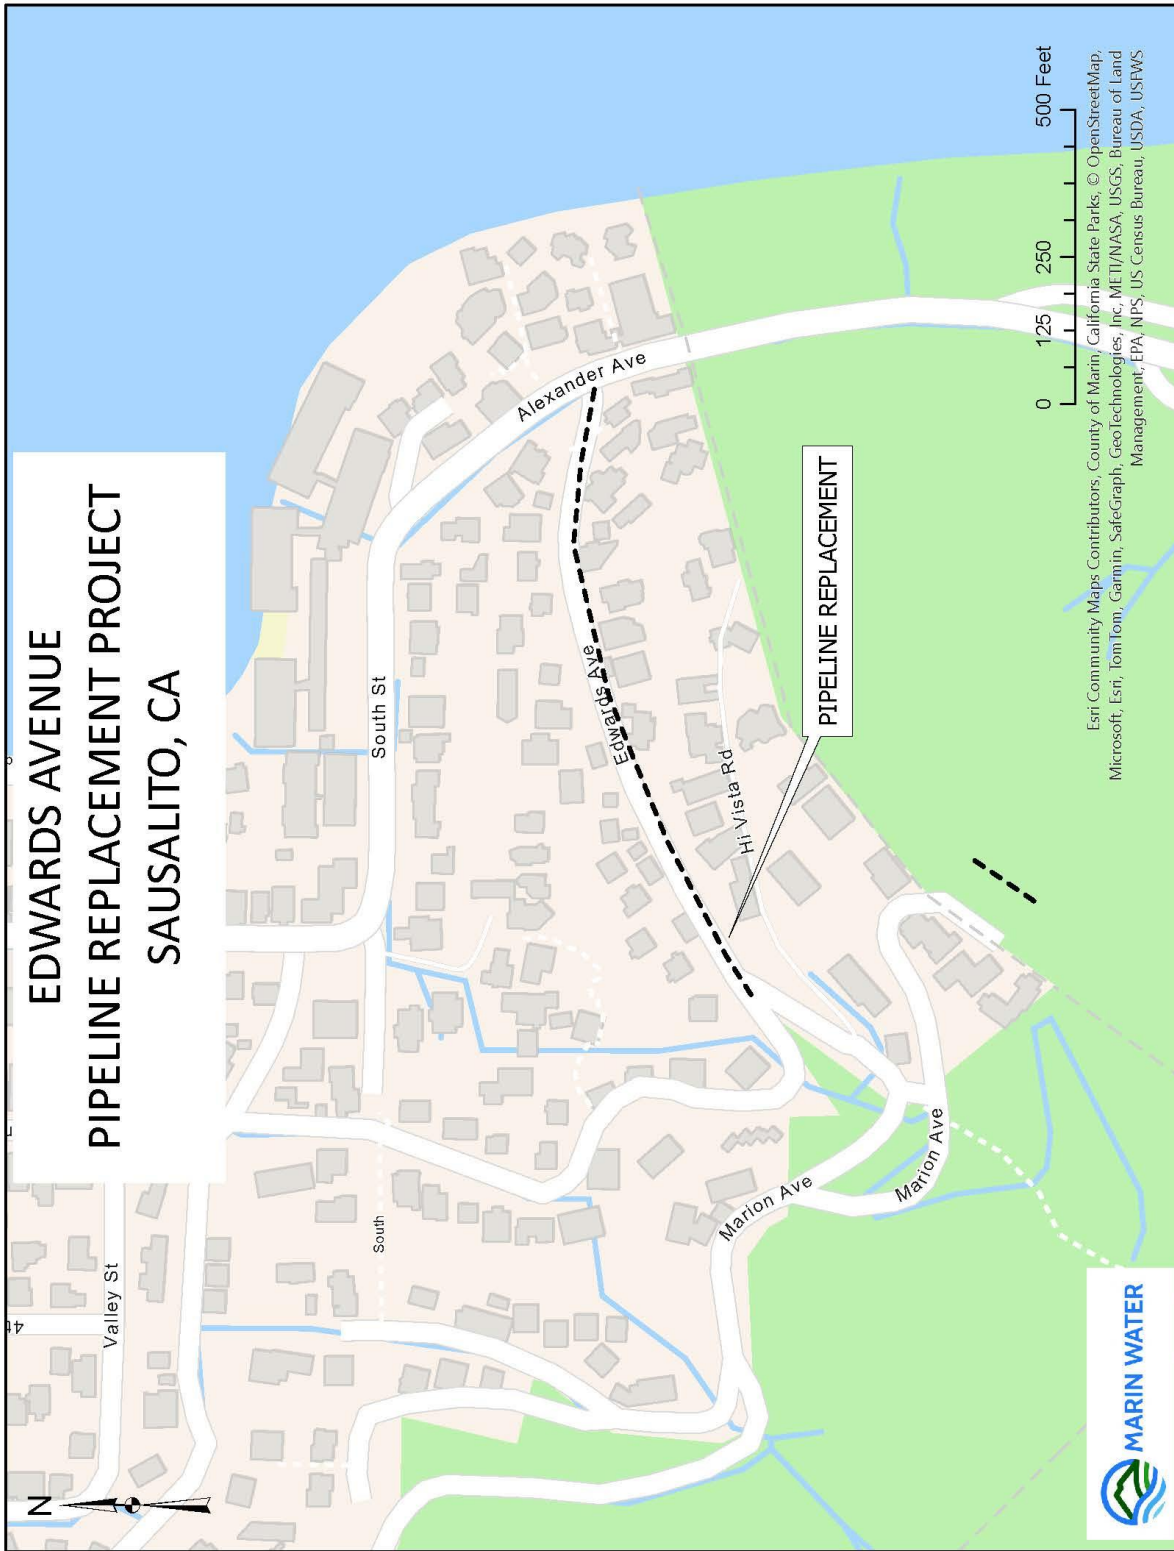 EDWARDS AVENUE
PIPELINE REPLACEMENT PROJECT
SAUSALITO, CA
N
4t
Valley St
South St
South
Alexander Ave
Edwards Ave
Hi Vista Rd
Marion Ave
Marion Ave
PIPELINE REPLACEMENT
0 125 250 500 Feet
Esri Community Maps Contributors, County of Marin, California State Parks, © OpenStreetMap,
Microsoft, Esri, TomTom, Garmin, SafeGraph, GeoTechnologies, Inc, METI/NASA, USGS, Bureau of Land
Management, EPA, NPS, US Census Bureau, USDA, USFWS
MARIN WATER